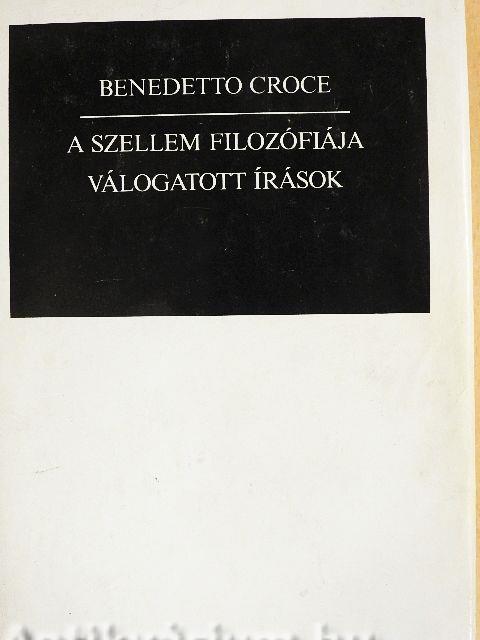 BENEDETTO CROCE
A SZELLEM FILOZÓFIÁJA
VÁLOGATOTT ÍRÁSOK